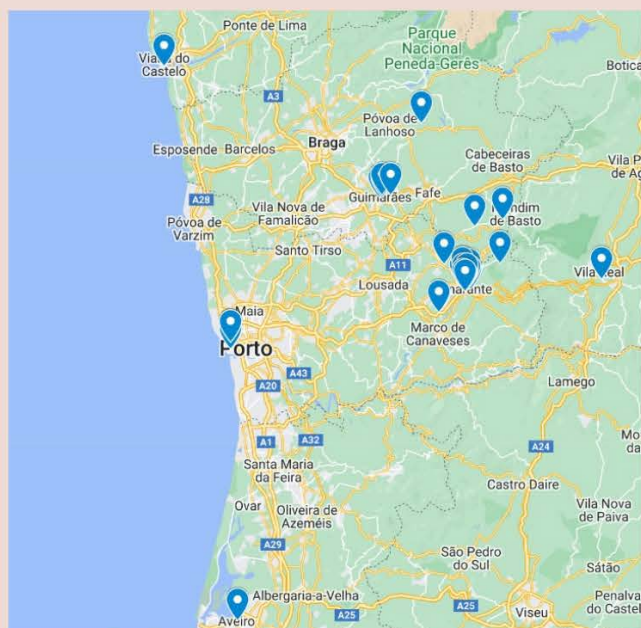 Ponte de Lima
Parque
Nacional
Peneda-Gerês
Botica
Castelo
A3
Póvoa de
Lanhoso
Braga
Esposende
Barcelos
Cabeceiras
de Basto
Vila P
de Ag
A28
Guimarães
Fafe
Vila Nova de
Famalicão
ndim
de Basto
Póvoa de
Varzim
Santo Tirso
A11
Lousada
Vila Real
arante
Maia
Marco de
Canaveses
Porto
A43
A20
Lamego
A1
A32
A24
Mo
da
Santa Maria
da Feira
Castro Daire
Ovar
Oliveira de
Azeméis
Vila Nova
de Paiva
A29
São Pedro
do Sul
Sátão
Albergaria-a-Velha
A25
A25
Penalva
do Castel
Aveiro
Viseu